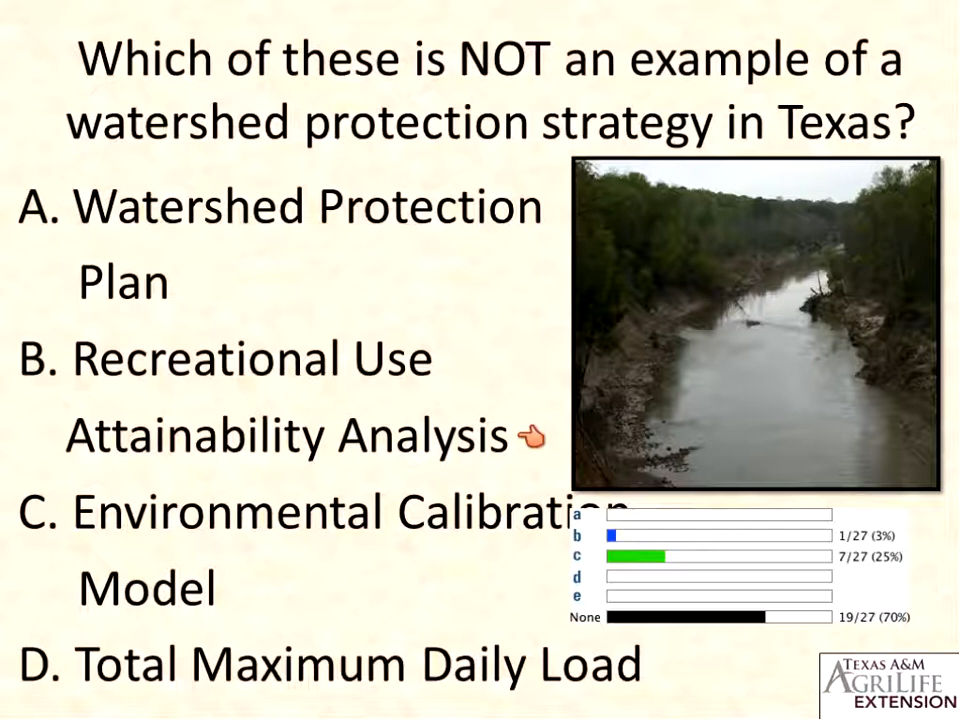 Which of these is NOT an example of a
watershed protection strategy in Texas?
A. Watershed Protection
Plan
B. Recreational Use
Attainability Analysis
C. Environmental Calibration
Model
D. Total Maximum Daily Load
a
b 1/27 (3%)
c 7/27 (25%)
d
e
None 19/27 (70%)
TEXAS A&M
AGRILIFE
EXTENSION